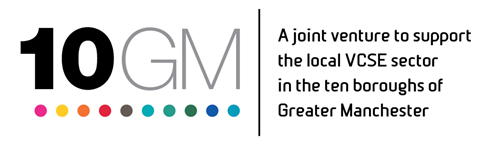 10GM
A joint venture to support
the local VCSE sector
in the ten boroughs of
Greater Manchester